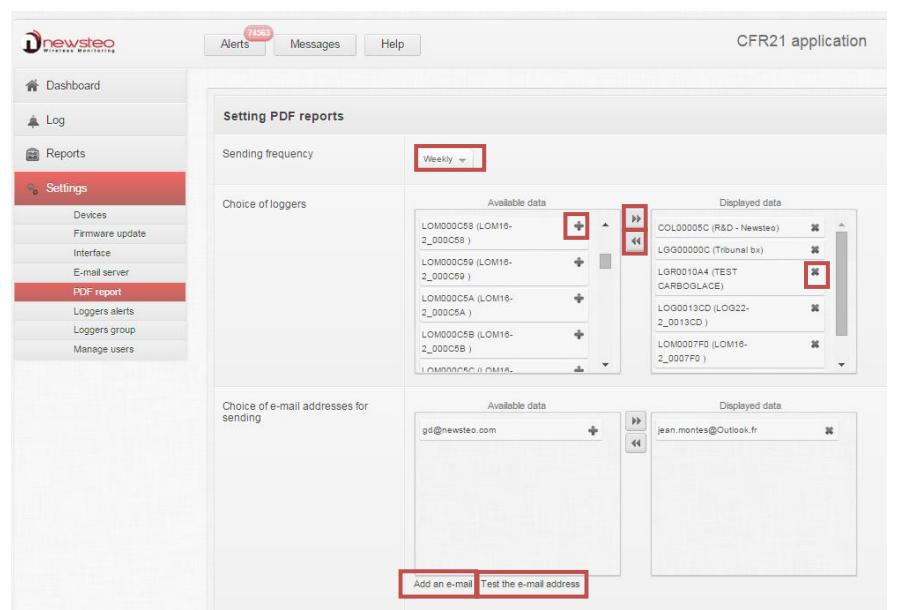 newsteo
Wireless Monitoring
Alerts
74563
Messages
Help
CFR21 application
Dashboard
Log
Reports
Settings
Devices
Firmware update
Interface
E-mail server
PDF report
Loggers alerts
Loggers group
Manage users
Setting PDF reports
Sending frequency
Weekly
Choice of loggers
Available data
LOM000C58 (LOM16-
2_000C58 )
LOM000C59 (LOM16-
2_000C59 )
LOM000C5A (LOM16-
2_000C5A )
LOM000C5B (LOM16-
2_000C5B )
LOM000C5C (LOM16-
Displayed data
COL00005C (R&D - Newsteo)
LGG00000C (Tribunal bx)
LGR0010A4 (TEST
CARBOGLACE)
LOG0013CD (LOG22-
2_0013CD )
LOM0007F0 (LOM16-
2_0007F0 )
Choice of e-mail addresses for
sending
Available data
gd@newsteo.com
Displayed data
jean.montes@Outlook.fr
Add an e-mail
Test the e-mail address